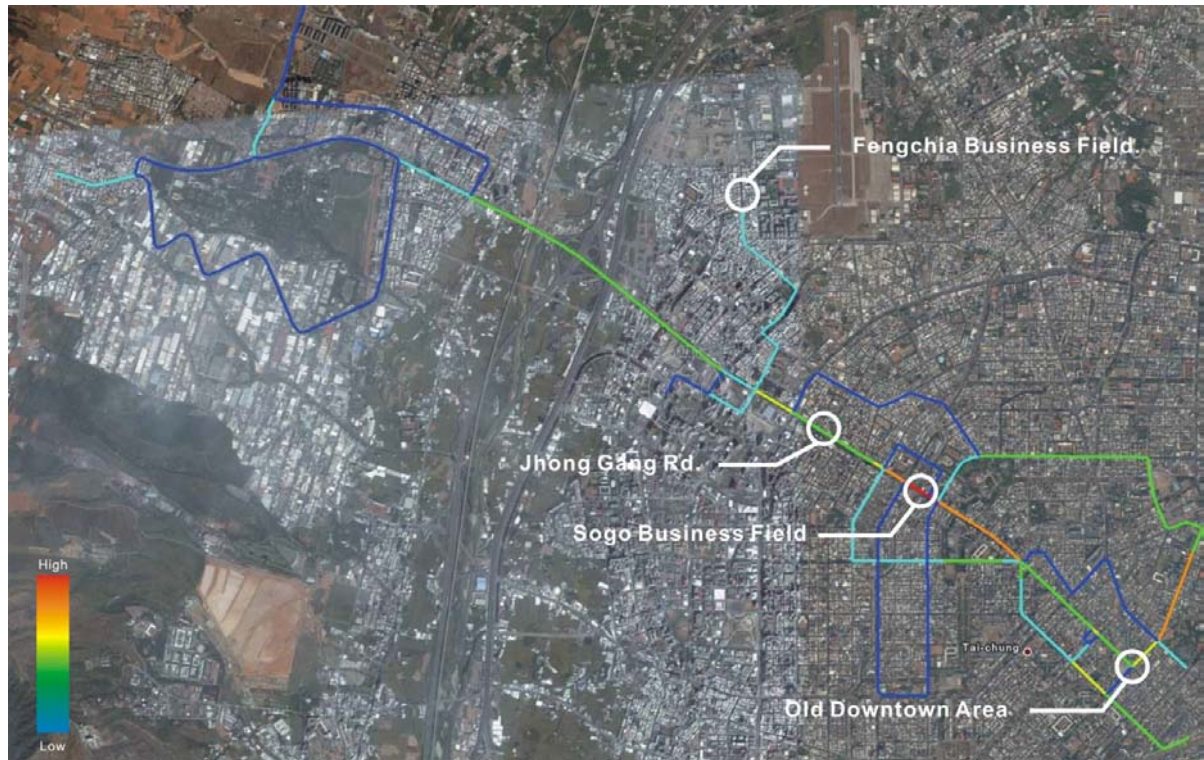 Fengchia Business Field.
Jhong Gang Rd.
Sogo Business Field
High
Tai-chung
Old Downtown Area
Low